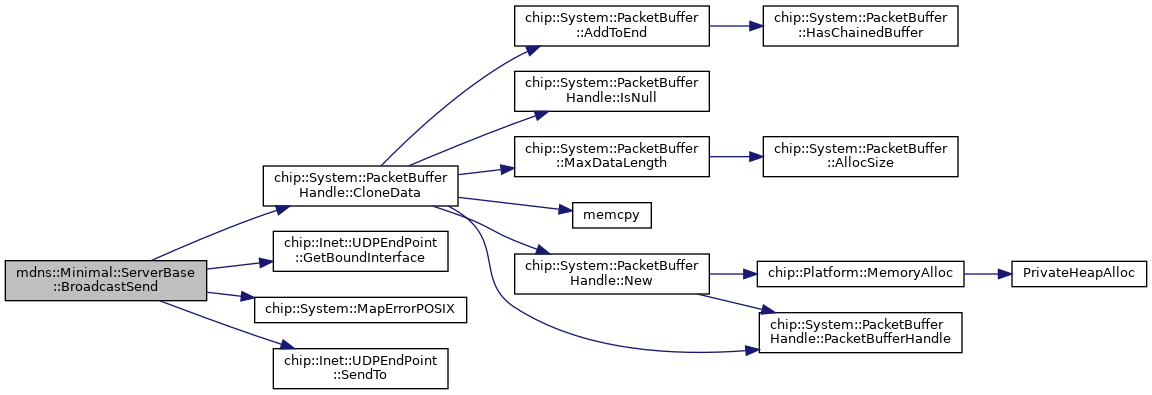 mdns::Minimal::ServerBase
::BroadcastSend
chip::System::PacketBuffer
Handle::CloneData
chip::Inet::UDPEndPoint
::GetBoundInterface
chip::System::MapErrorPOSIX
chip::Inet::UDPEndPoint
::SendTo
chip::System::PacketBuffer
::AddToEnd
chip::System::PacketBuffer
Handle::IsNull
chip::System::PacketBuffer
::MaxDataLength
memcpy
chip::System::PacketBuffer
Handle::New
chip::System::PacketBuffer
::HasChainedBuffer
chip::System::PacketBuffer
::AllocSize
chip::Platform::MemoryAlloc
chip::System::PacketBuffer
Handle::PacketBufferHandle
PrivateHeapAlloc